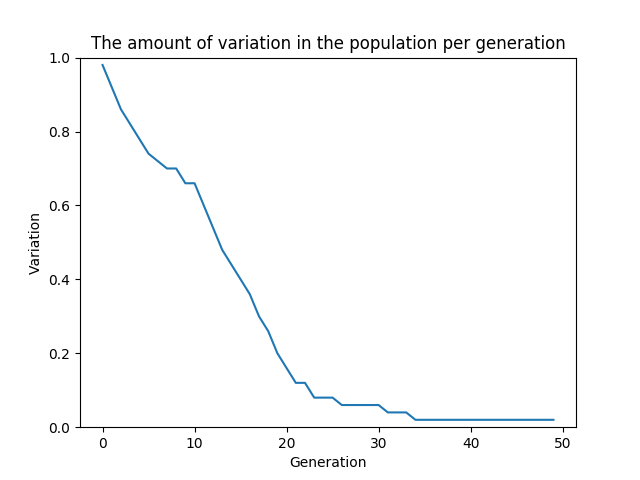 The amount of variation in the population per generation
1.0
0.8
0.6
0.4
0.2
0.0
Variation
0 10 20 30 40 50
Generation